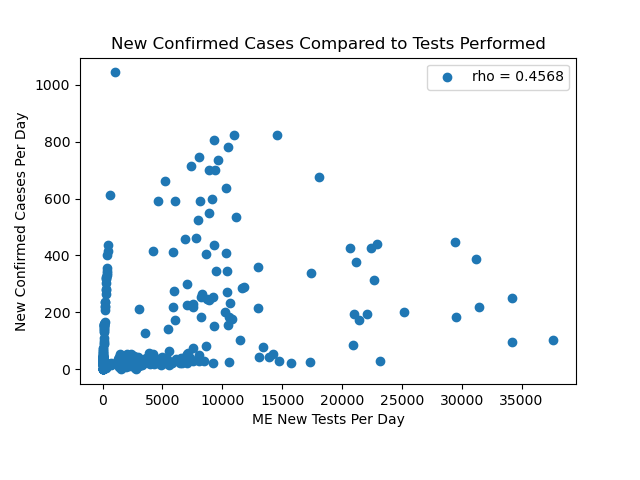 New Confirmed Cases Compared to Tests Performed
rho = 0.4568
New Confirmed Caeses Per Day
1000
800
600
400
200
0
0 5000 10000 15000 20000 25000 30000 35000
ME New Tests Per Day